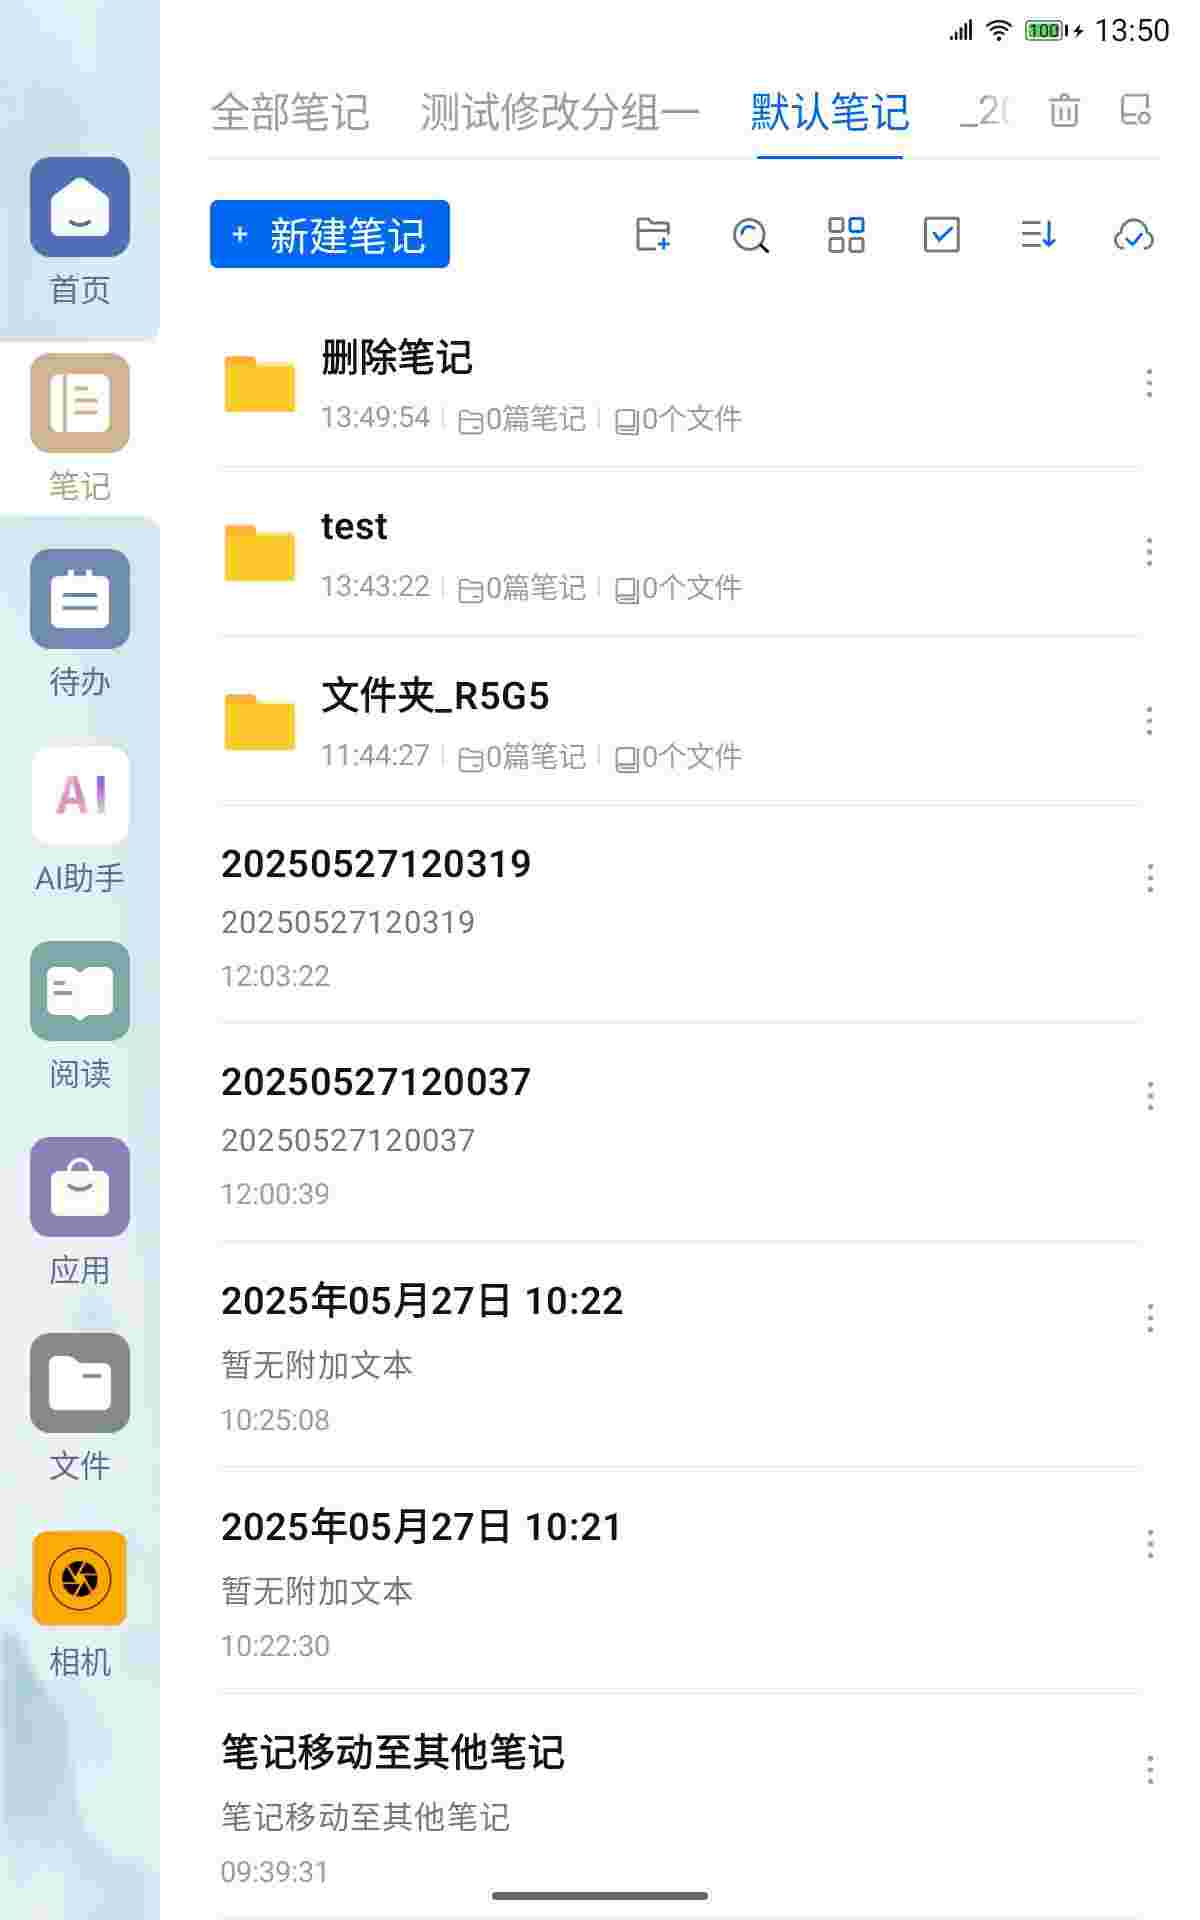 100 13:50
全部笔记 测试修改分组一 默认笔记 _20
+ 新建笔记
首页
笔记
待办
AI
AI助手
阅读
应用
文件
相机
删除笔记
13:49:54 0篇笔记 0个文件
test
13:43:22 0篇笔记 0个文件
文件夹_R5G5
11:44:27 0篇笔记 0个文件
20250527120319
20250527120319
12:03:22
20250527120037
20250527120037
12:00:39
2025年05月27日 10:22
暂无附加文本
10:25:08
2025年05月27日 10:21
暂无附加文本
10:22:30
笔记移动至其他笔记
笔记移动至其他笔记
09:39:31